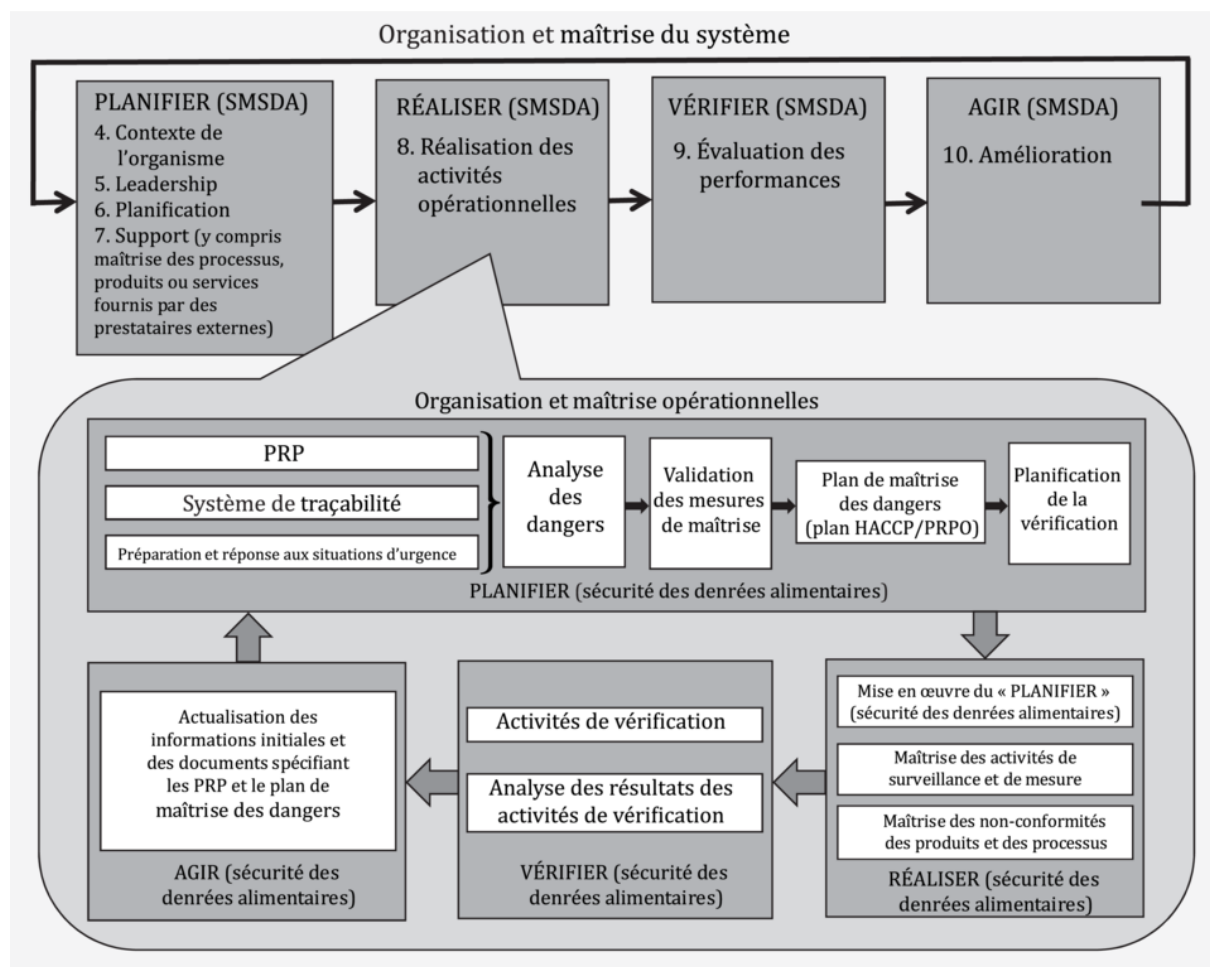 Organisation et maîtrise du système
PLANIFIER (SMSDA)
4. Contexte de
l'organisme
5. Leadership
6. Planification
7. Support (y compris
maîtrise des processus,
produits ou services
fournis par des
prestataires externes)
RÉALISER (SMSDA)
8. Réalisation des
activités
opérationnelles
VÉRIFIER (SMSDA)
9. Évaluation des
performances
AGIR (SMSDA)
10. Amélioration
Organisation et maîtrise opérationnelles
PRP
Système de traçabilité
Préparation et réponse aux situations d'urgence
Analyse
des
dangers
Validation
des mesures
de maîtrise
Plan de maîtrise
des dangers
(plan HACCP/PRPO)
Planification
de la
vérification
PLANIFIER (sécurité des denrées alimentaires)
Actualisation des
informations initiales et
des documents spécifiant
les PRP et le plan de
maîtrise des dangers
AGIR (sécurité des
denrées alimentaires)
Activités de vérification
Analyse des résultats des
activités de vérification
VÉRIFIER (sécurité des
denrées alimentaires)
Mise en œuvre du « PLANIFIER »
(sécurité des denrées alimentaires)
Maîtrise des activités de
surveillance et de mesure
Maîtrise des non-conformités
des produits et des processus
RÉALISER (sécurité des
denrées alimentaires)